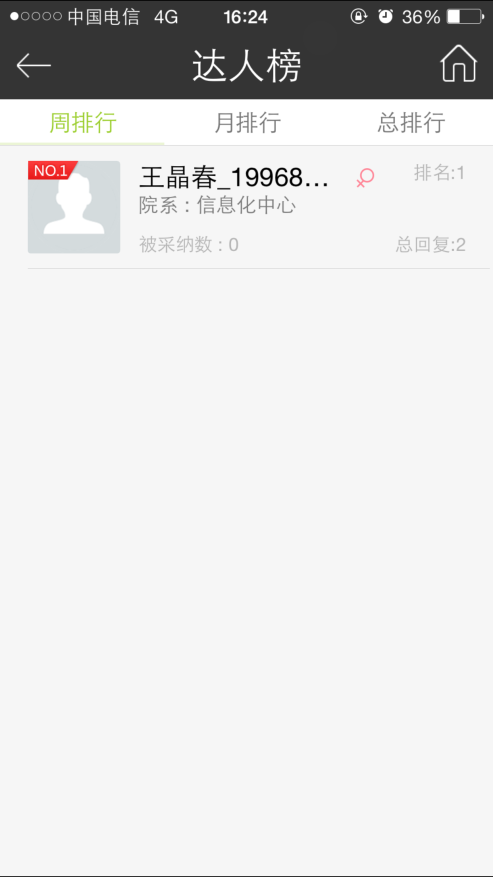 中国电信 4G 16:24 36%
达人榜
周排行 月排行 总排行
NO.1 王晶春_19968... 排名:1
院系 : 信息化中心
被采纳数 : 0 总回复:2